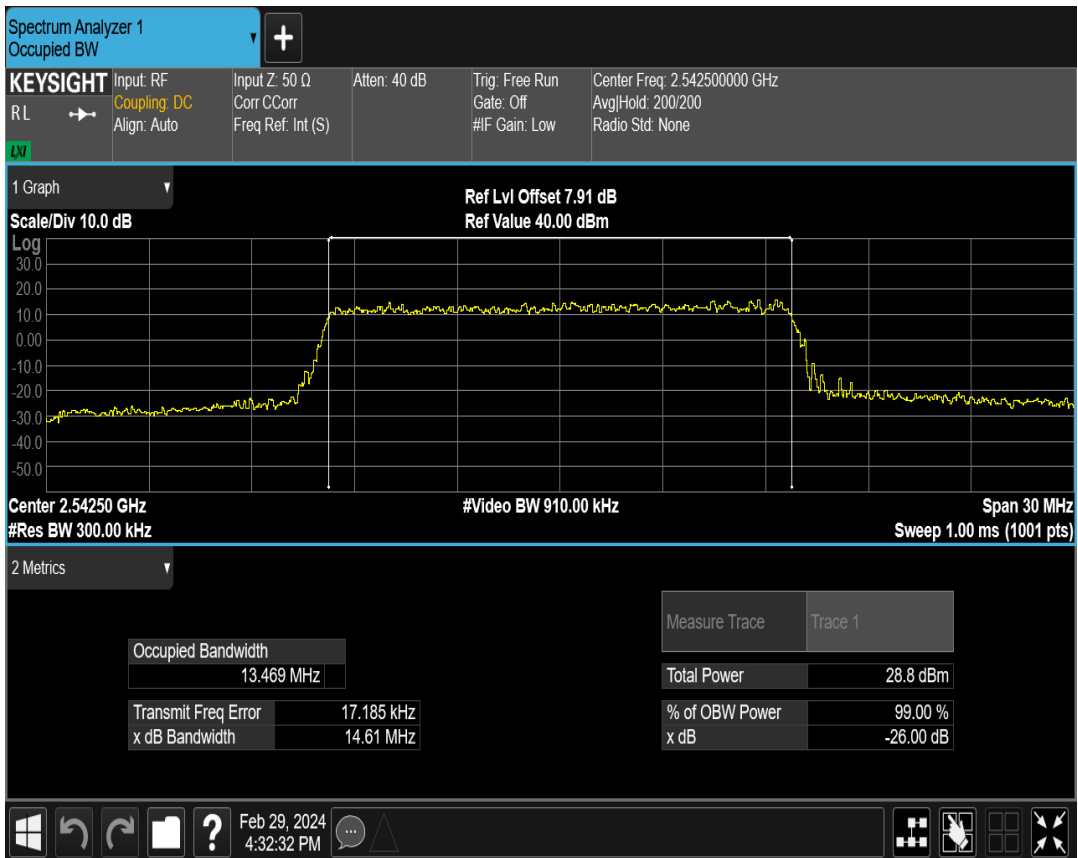 Spectrum Analyzer 1
Occupied BW
KEYSIGHT
R L
LXI
Input: RF
Coupling: DC
Align: Auto
Input Z: 50 Ω
Corr CCorr
Freq Ref: Int (S)
Atten: 40 dB
Trig: Free Run
Gate: Off
#IF Gain: Low
Center Freq: 2.542500000 GHz
Avg|Hold: 200/200
Radio Std: None
1 Graph
Scale/Div 10.0 dB
Ref Lvl Offset 7.91 dB
Ref Value 40.00 dBm
Log
30.0
20.0
10.0
0.00
-10.0
-20.0
-30.0
-40.0
-50.0
Center 2.54250 GHz
#Res BW 300.00 kHz
#Video BW 910.00 kHz
Span 30 MHz
Sweep 1.00 ms (1001 pts)
2 Metrics
Occupied Bandwidth
13.469 MHz
Transmit Freq Error 17.185 kHz
x dB Bandwidth 14.61 MHz
Measure Trace Trace 1
Total Power 28.8 dBm
% of OBW Power 99.00 %
x dB -26.00 dB
?
Feb 29, 2024
4:32:32 PM